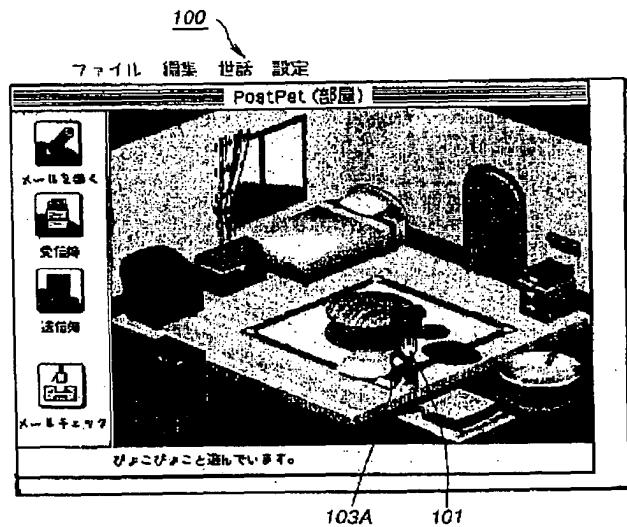 100
ファイル 編集 世話 設定
PostPet (部屋)
メールを書く
受信簿
送信簿
メールチェック
ぴょこぴょこと遊んでいます。
103A 101